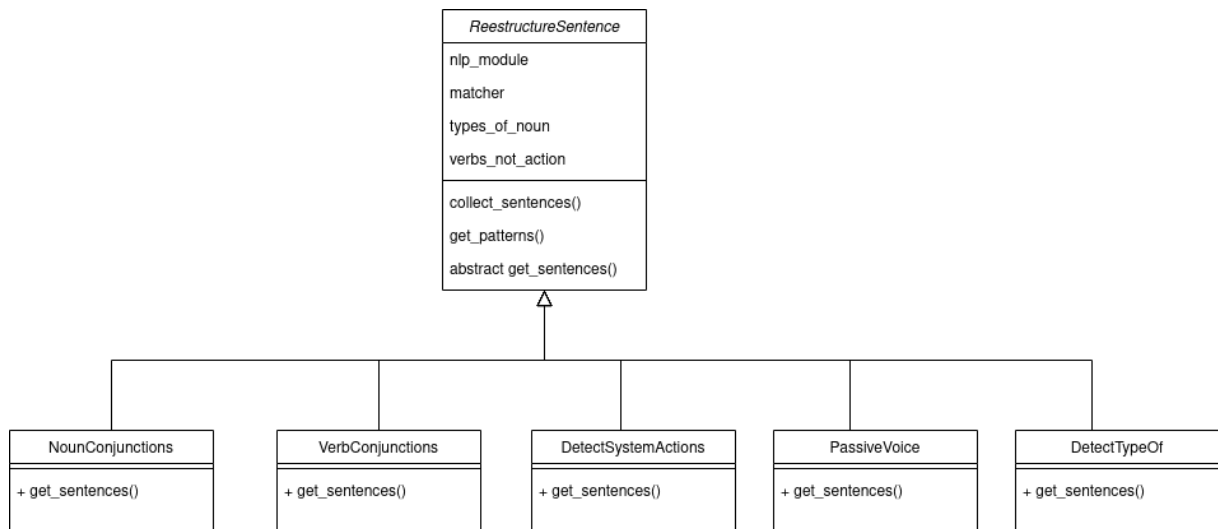 ReestructureSentence
nlp_module
matcher
types_of_noun
verbs_not_action
collect_sentences()
get_patterns()
abstract get_sentences()
NounConjunctions
+ get_sentences()
VerbConjunctions
+ get_sentences()
DetectSystemActions
+ get_sentences()
PassiveVoice
+ get_sentences()
DetectTypeOf
+ get_sentences()